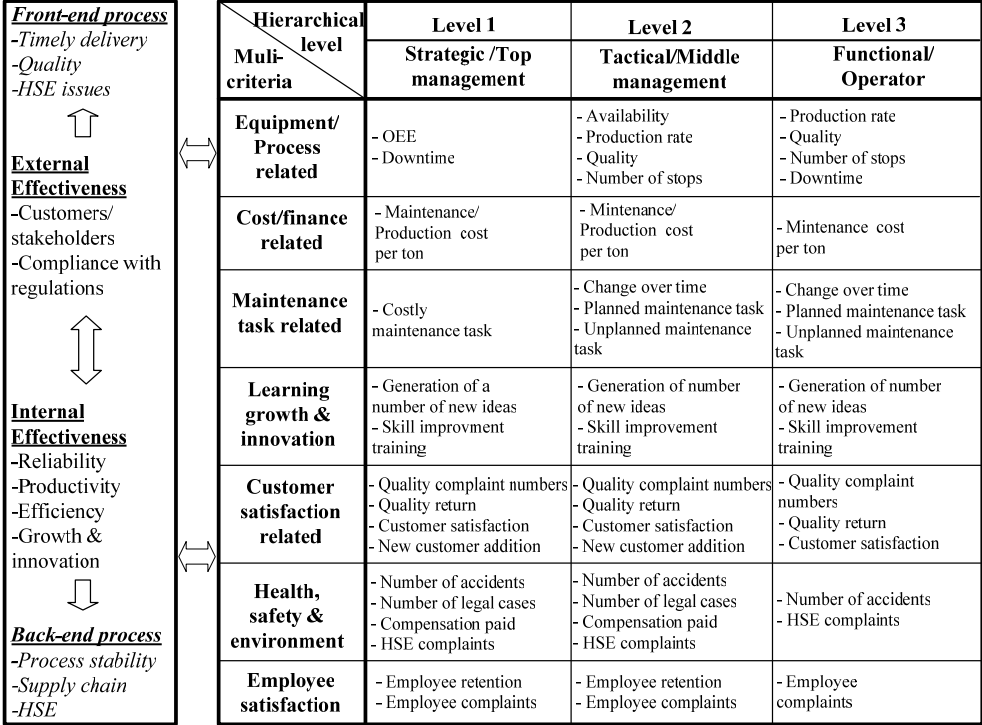 Front-end process
-Timely delivery
-Quality
-HSE issues
External
Effectiveness
-Customers/
stakeholders
-Compliance with
regulations
Internal
Effectiveness
-Reliability
-Productivity
-Efficiency
-Growth &
innovation
Back-end process
-Process stability
-Supply chain
-HSE
Hierarchical
level
Muli-
criteria
Level 1
Strategic /Top
management
Level 2
Tactical/Middle
management
Level 3
Functional/
Operator
Equipment/
Process
related
- OEE
- Downtime
- Availability
- Production rate
- Quality
- Number of stops
- Production rate
- Quality
- Number of stops
- Downtime
Cost/finance
related
- Maintenance/
Production cost
per ton
- Mintenance/
Production cost
per ton
- Mintenance cost
per ton
Maintenance
task related
- Costly
maintenance task
- Change over time
- Planned maintenance task
- Unplanned maintenance
task
- Change over time
- Planned maintenance task
- Unplanned maintenance
task
Learning
growth &
innovation
- Generation of a
number of new ideas
- Skill improvment
training
- Generation of number
of new ideas
- Skill improvement
training
- Generation of number
of new ideas
- Skill improvement
training
Customer
satisfaction
related
- Quality complaint numbers
- Quality return
- Customer satisfaction
- New customer addition
- Quality complaint numbers
- Quality return
- Customer satisfaction
- New customer addition
- Quality complaint
numbers
- Quality return
- Customer satisfaction
Health,
safety &
environment
- Number of accidents
- Number of legal cases
- Compensation paid
- HSE complaints
- Number of accidents
- Number of legal cases
- Compensation paid
- HSE complaints
- Number of accidents
- HSE complaints
Employee
satisfaction
- Employee retention
- Employee complaints
- Employee retention
- Employee complaints
- Employee
complaints